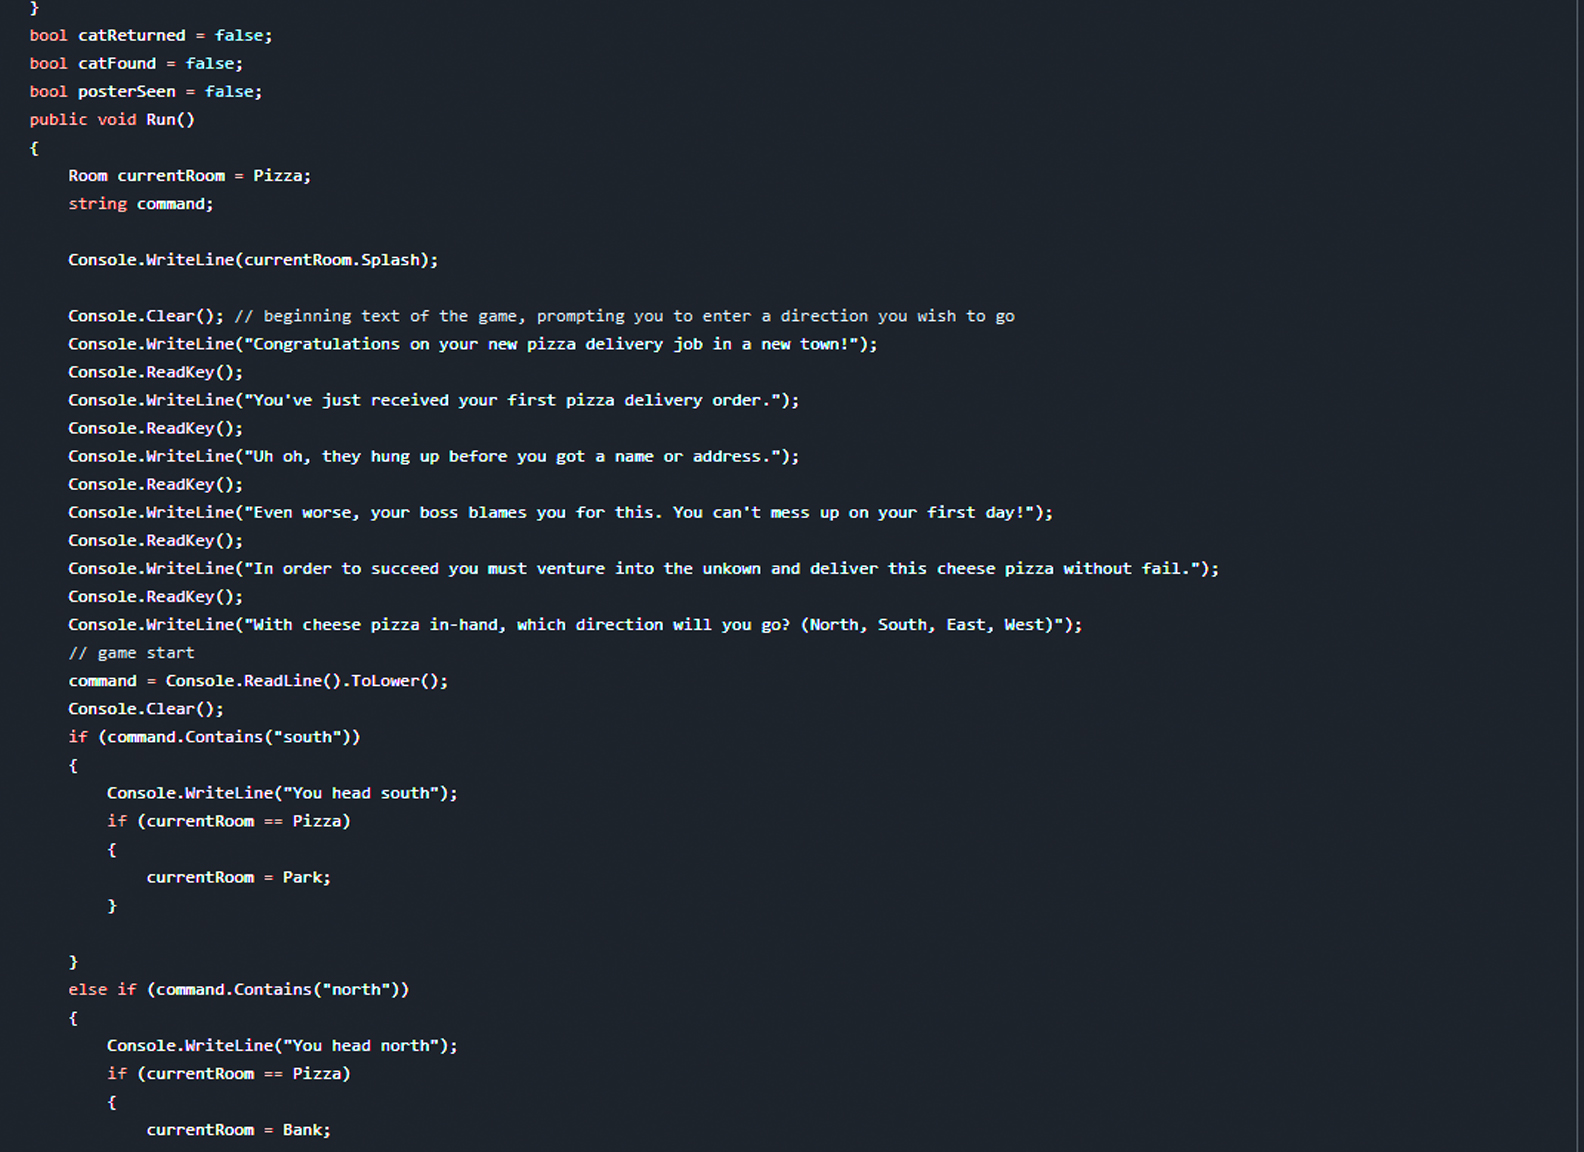 }
bool catReturned = false;
bool catFound = false;
bool posterSeen = false;
public void Run()
{
Room currentRoom = Pizza;
string command;
Console.WriteLine(currentRoom.Splash);
Console.Clear(); // beginning text of the game, prompting you to enter a direction you wish to go
Console.WriteLine("Congratulations on your new pizza delivery job in a new town!");
Console.ReadKey();
Console.WriteLine("You've just received your first pizza delivery order.");
Console.ReadKey();
Console.WriteLine("Uh oh, they hung up before you got a name or address.");
Console.ReadKey();
Console.WriteLine("Even worse, your boss blames you for this. You can't mess up on your first day!");
Console.ReadKey();
Console.WriteLine("In order to succeed you must venture into the unkown and deliver this cheese pizza without fail.");
Console.ReadKey();
Console.WriteLine("With cheese pizza in-hand, which direction will you go? (North, South, East, West)");
// game start
command = Console.ReadLine().ToLower();
Console.Clear();
if (command.Contains("south"))
{
Console.WriteLine("You head south");
if (currentRoom == Pizza)
{
currentRoom = Park;
}
}
else if (command.Contains("north"))
{
Console.WriteLine("You head north");
if (currentRoom == Pizza)
{
currentRoom = Bank;